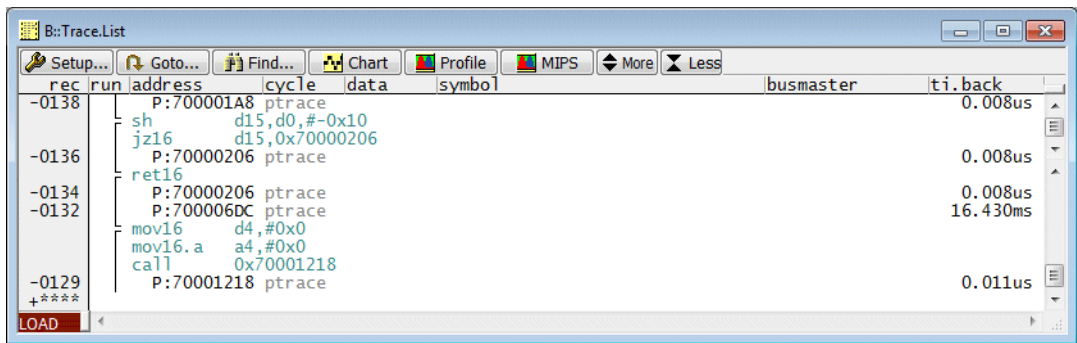 B::Trace.List
Setup... Goto... Find... Chart Profile MIPS More Less
rec run address cycle data symbol busmaster ti.back
-0138 P:700001A8 ptrace 0.008us
sh d15,d0,#-0x10
jz16 d15,0x70000206
-0136 P:70000206 ptrace 0.008us
ret16
-0134 P:70000206 ptrace 0.008us
-0132 P:700006DC ptrace 16.430ms
mov16 d4,#0x0
mov16.a a4,#0x0
call 0x70001218
-0129 P:70001218 ptrace 0.011us
+****
LOAD